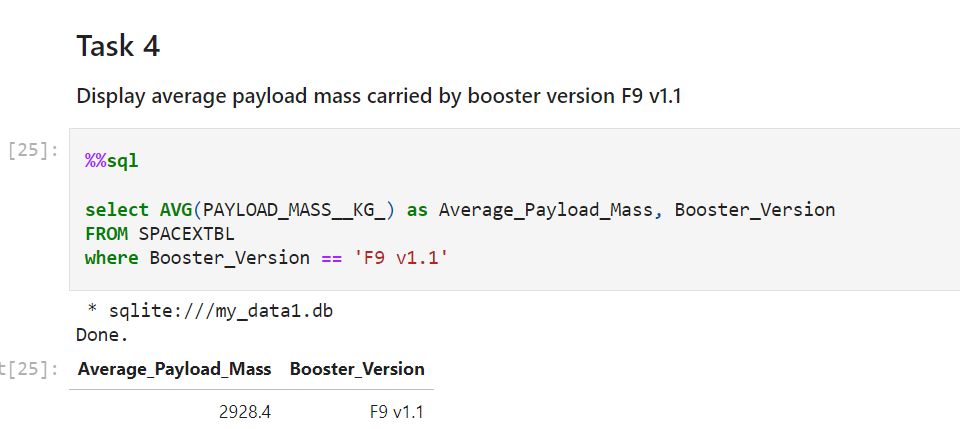 Task 4
Display average payload mass carried by booster version F9 v1.1
[25]:
%%sql
select AVG(PAYLOAD_MASS__KG_) as Average_Payload_Mass, Booster_Version
FROM SPACEXTBL
where Booster_Version == 'F9 v1.1'
* sqlite:///my_data1.db
Done.
t[25]:
Average_Payload_Mass Booster_Version
2928.4 F9 v1.1